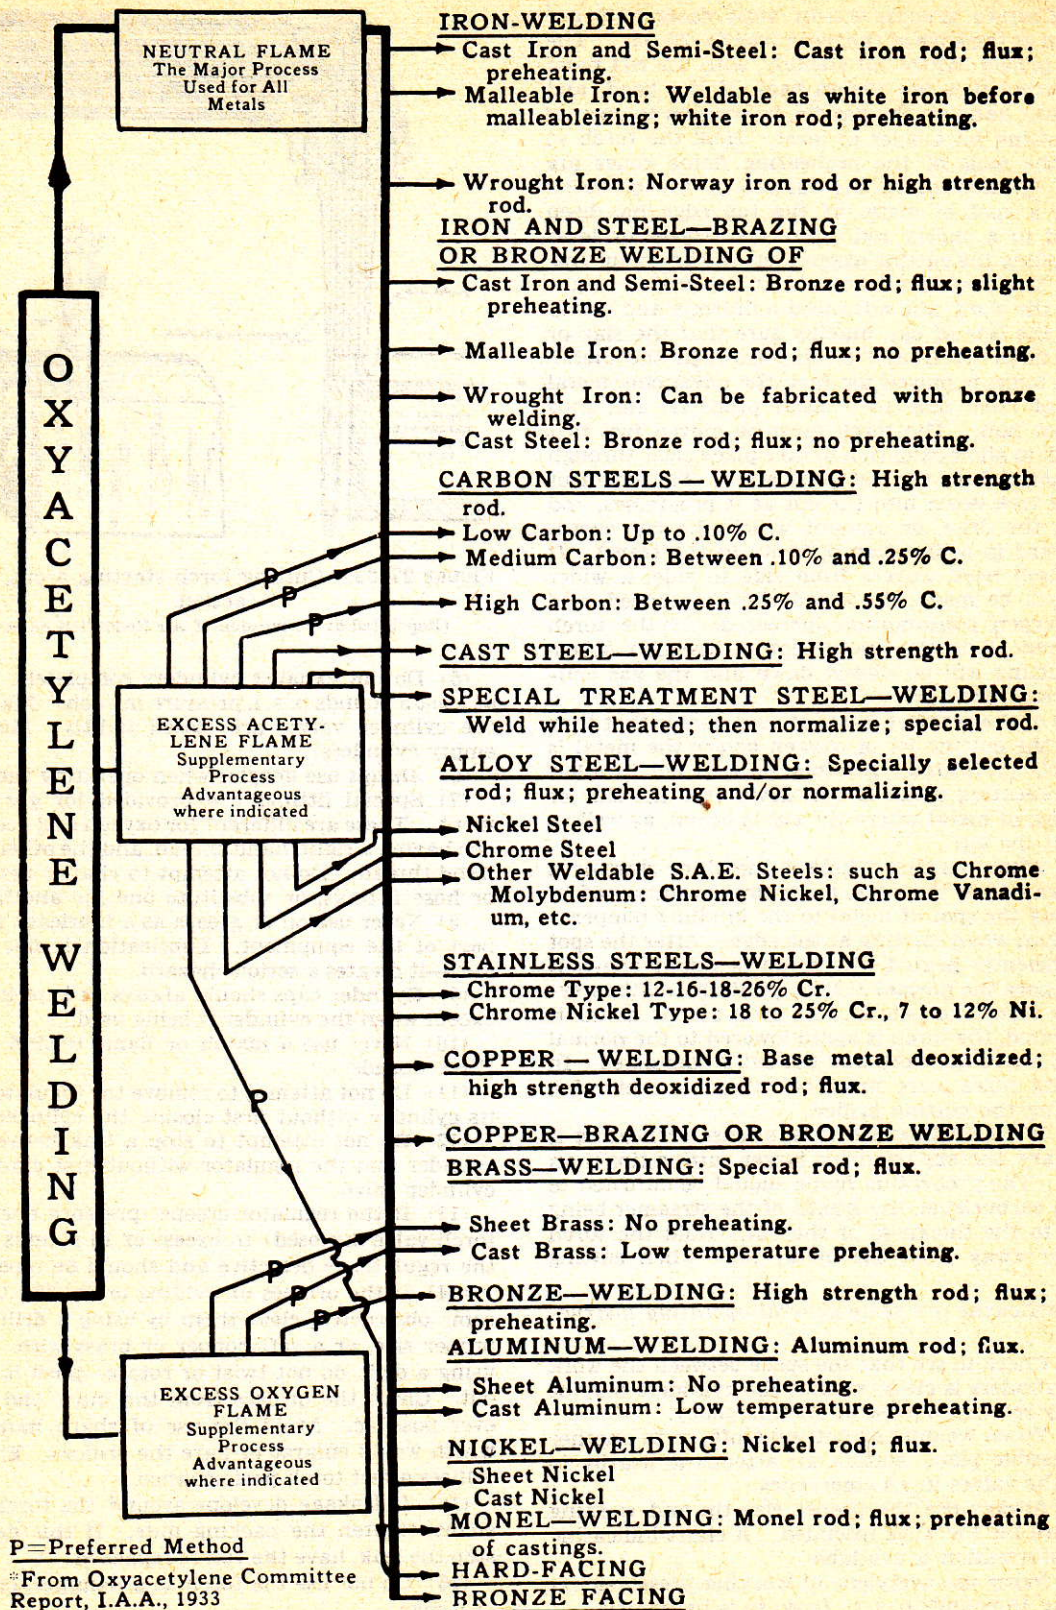 NEUTRAL FLAME
The Major Process
Used for All
Metals
OXYACETYLENE WELDING
EXCESS ACETY-
LENE FLAME
Supplementary
Process
Advantageous
where indicated
EXCESS OXYGEN
FLAME
Supplementary
Process
Advantageous
where indicated
P
P
P
P
P
P
P
IRON-WELDING
Cast Iron and Semi-Steel: Cast iron rod; flux;
preheating.
Malleable Iron: Weldable as white iron before
malleableizing; white iron rod; preheating.
Wrought Iron: Norway iron rod or high strength
rod.
IRON AND STEEL—BRAZING
OR BRONZE WELDING OF
Cast Iron and Semi-Steel: Bronze rod; flux; slight
preheating.
Malleable Iron: Bronze rod; flux; no preheating.
Wrought Iron: Can be fabricated with bronze
welding.
Cast Steel: Bronze rod; flux; no preheating.
CARBON STEELS—WELDING: High strength
rod.
Low Carbon: Up to .10% C.
Medium Carbon: Between .10% and .25% C.
High Carbon: Between .25% and .55% C.
CAST STEEL—WELDING: High strength rod.
SPECIAL TREATMENT STEEL—WELDING:
Weld while heated; then normalize; special rod.
ALLOY STEEL—WELDING: Specially selected
rod; flux; preheating and/or normalizing.
Nickel Steel
Chrome Steel
Other Weldable S.A.E. Steels: such as Chrome
Molybdenum: Chrome Nickel, Chrome Vanadi-
um, etc.
STAINLESS STEELS—WELDING
Chrome Type: 12-16-18-26% Cr.
Chrome Nickel Type: 18 to 25% Cr., 7 to 12% Ni.
COPPER—WELDING: Base metal deoxidized;
high strength deoxidized rod; flux.
COPPER—BRAZING OR BRONZE WELDING
BRASS—WELDING: Special rod; flux.
Sheet Brass: No preheating.
Cast Brass: Low temperature preheating.
BRONZE—WELDING: High strength rod; flux;
preheating.
ALUMINUM—WELDING: Aluminum rod; flux.
Sheet Aluminum: No preheating.
Cast Aluminum: Low temperature preheating.
NICKEL—WELDING: Nickel rod; flux.
Sheet Nickel
Cast Nickel
MONEL—WELDING: Monel rod; flux; preheating
of castings.
HARD-FACING
BRONZE FACING
P=Preferred Method
*From Oxyacetylene Committee
Report, I.A.A., 1933